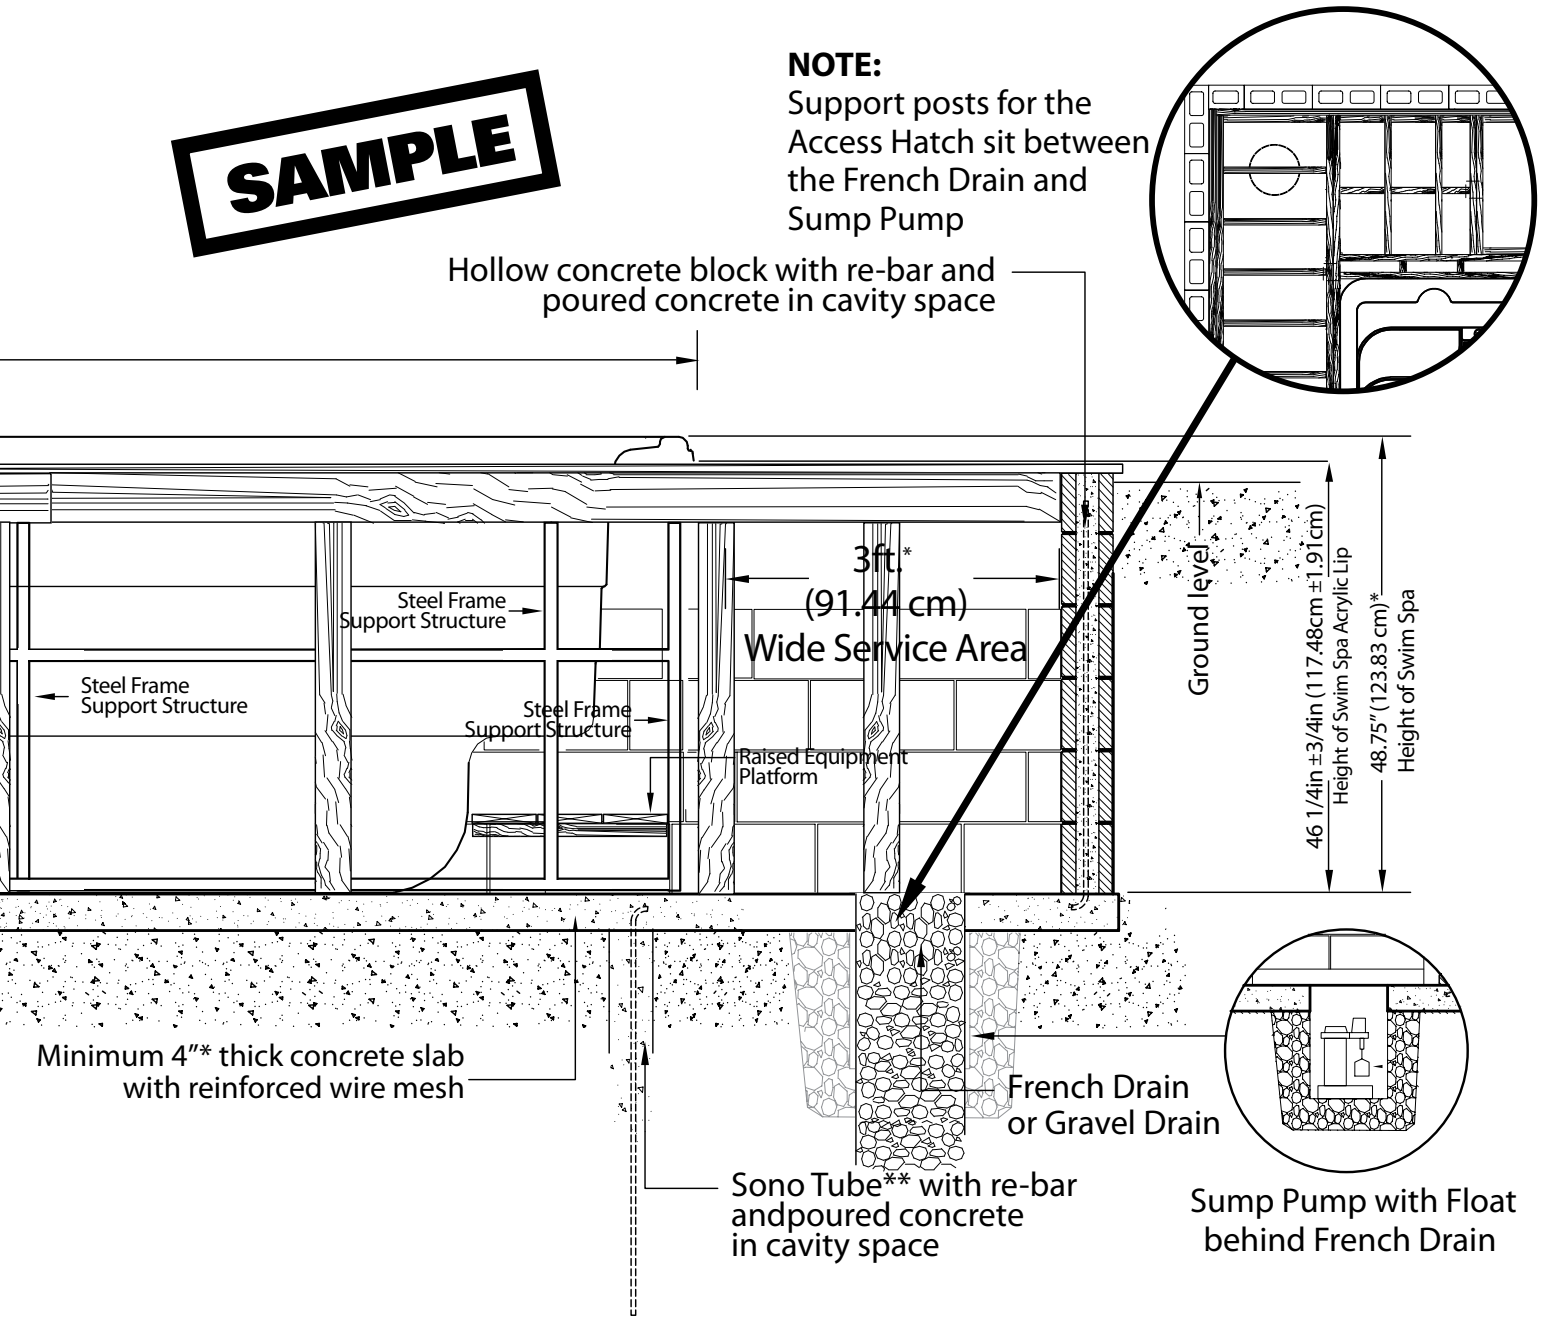 SAMPLE
NOTE:
Support posts for the
Access Hatch sit between
the French Drain and
Sump Pump
Hollow concrete block with re-bar and
poured concrete in cavity space
3ft.*
(91.44 cm)
Wide Service Area
Steel Frame
Support Structure
Steel Frame
Support Structure
Steel Frame
Support Structure
Raised Equipment
Platform
Ground level
46 1/4in ±3/4in (117.48cm ±1.91cm)
Height of Swim Spa Acrylic Lip
48.75” (123.83 cm)*
Height of Swim Spa
Minimum 4”* thick concrete slab
with reinforced wire mesh
French Drain
or Gravel Drain
Sono Tube** with re-bar
andpoured concrete
in cavity space
Sump Pump with Float
behind French Drain